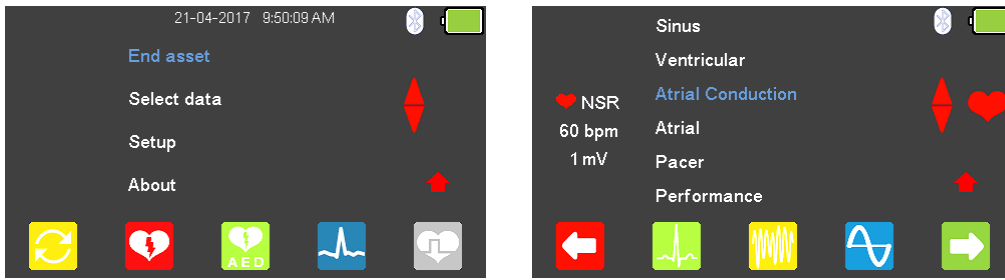 21-04-2017 9:50:09 AM
End asset
Select data
Setup
About
AED
Sinus
Ventricular
Atrial Conduction
NSR
Atrial
60 bpm
1 mV
Pacer
Performance